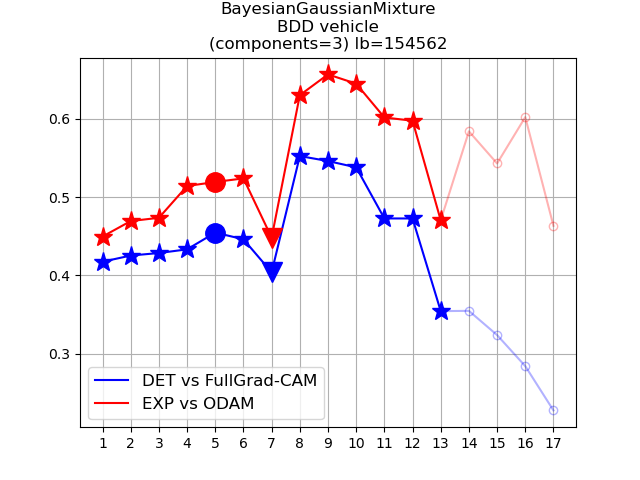 BayesianGaussianMixture
BDD vehicle
(components=3) lb=154562
0.6
0.5
0.4
0.3
DET vs FullGrad-CAM
EXP vs ODAM
1 2 3 4 5 6 7 8 9 10 11 12 13 14 15 16 17